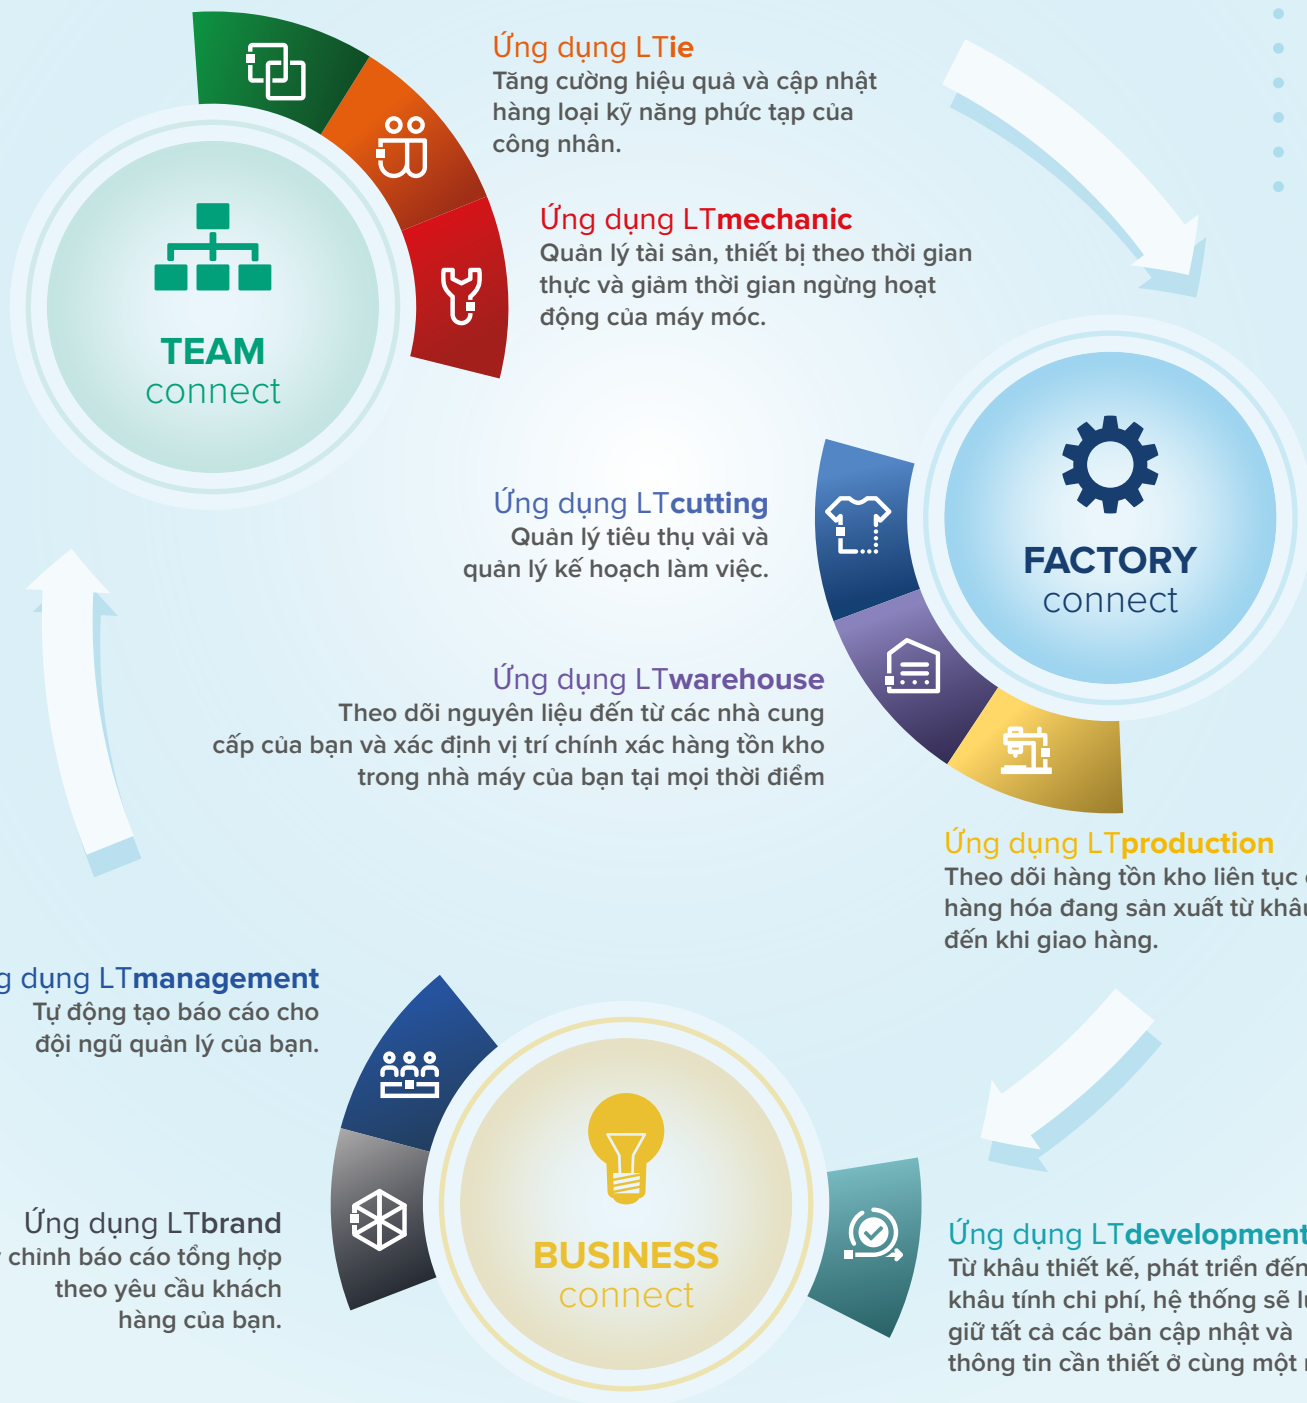 Ứng dụng LTie
Tăng cường hiệu quả và cập nhật
hàng loại kỹ năng phức tạp của
công nhân.
Ứng dụng LTmechanic
Quản lý tài sản, thiết bị theo thời gian
thực và giảm thời gian ngừng hoạt
động của máy móc.
TEAM
connect
Ứng dụng LTcutting
Quản lý tiêu thụ vải và
quản lý kế hoạch làm việc.
FACTORY
connect
Ứng dụng LTwarehouse
Theo dõi nguyên liệu đến từ các nhà cung
cấp của bạn và xác định vị trí chính xác hàng tồn kho
trong nhà máy của bạn tại mọi thời điểm
Ứng dụng LTproduction
Theo dõi hàng tồn kho liên tục
hàng hóa đang sản xuất từ khâu
đến khi giao hàng.
dụng LTmanagement
Tự động tạo báo cáo cho
đội ngũ quản lý của bạn.
BUSINESS
connect
Ứng dụng LTbrand
chỉnh báo cáo tổng hợp
theo yêu cầu khách
hàng của bạn.
Ứng dụng LTdevelopment
Từ khâu thiết kế, phát triển đến
khâu tính chi phí, hệ thống sẽ
giữ tất cả các bản cập nhật và
thông tin cần thiết ở cùng một